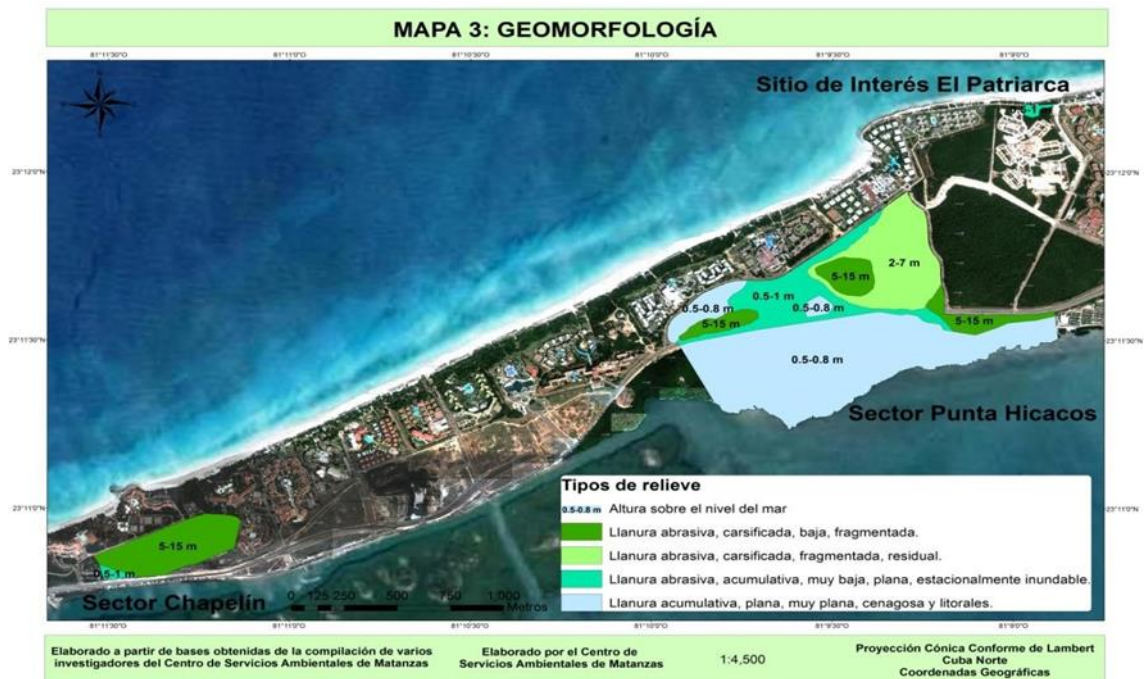 MAPA 3: GEOMORFOLOGÍA
81°11'30"O 81°11'0"O 81°10'30"O 81°10'0"O 81°9'30"O 81°9'0"O
Sitio de Interés El Patriarca
23°12'0"N 23°12'0"N
2-7 m
5-15 m
0.5-1 m
0.5-0.8 m 0.5-0.8 m
5-15 m 5-15 m
23°11'30"N 23°11'30"N
0.5-0.8 m
Sector Punta Hicacos
Tipos de relieve
0.5-0.8 m Altura sobre el nivel del mar
23°11'0"N 23°11'0"N
Llanura abrasiva, carsificada, baja, fragmentada.
5-15 m
Llanura abrasiva, carsificada, fragmentada, residual.
0.5-1 m
Llanura abrasiva, acumulativa, muy baja, plana, estacionalmente inundable.
Sector Chapelín
0 125 250 500 750 1,000
Metros
Llanura acumulativa, plana, muy plana, cenagosa y litorales.
81°11'30"O 81°11'0"O 81°10'30"O 81°10'0"O 81°9'30"O 81°9'0"O
Elaborado a partir de bases obtenidas de la compilación de varios
investigadores del Centro de Servicios Ambientales de Matanzas
Elaborado por el Centro de
Servicios Ambientales de Matanzas
1:4,500
Proyección Cónica Conforme de Lambert
Cuba Norte
Coordenadas Geográficas